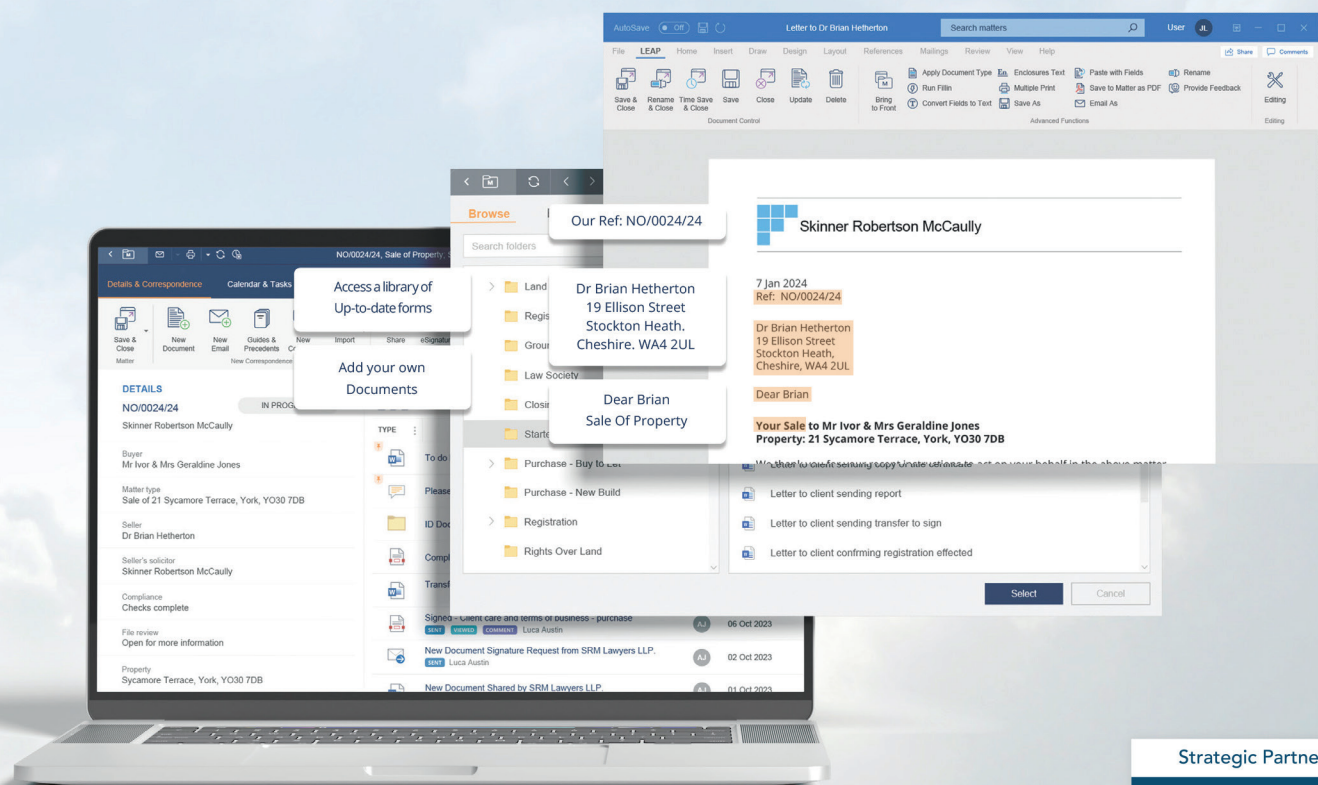 AutoSave
Off
Letter to Dr Brian Hetherton
Search matters
User
JL
File LEAP Home Insert Draw Design Layout References Mailings Review View Help
Share
Comments
Save & Close
Rename & Close
Time Save & Close
Save
Close
Update
Delete
Document Control
Bring to Front
Apply Document Type
Run Fillin
Convert Fields to Text
Enclosures Text
Multiple Print
Save As
Paste with Fields
Save to Matter as PDF
Email As
Rename
Provide Feedback
Advanced Functions
Editing
Editing
Skinner Robertson McCaully
7 Jan 2024
Ref: NO/0024/24
Dr Brian Hetherton
19 Ellison Street
Stockton Heath,
Cheshire, WA4 2UL
Dear Brian
Your Sale to Mr Ivor & Mrs Geraldine Jones
Property: 21 Sycamore Terrace, York, YO30 7DB
Browse
Search folders
Our Ref: NO/0024/24
Dr Brian Hetherton
19 Ellison Street
Stockton Heath.
Cheshire. WA4 2UL
Dear Brian
Sale Of Property
Land
Regis
Groun
Law Society
Closin
Starte
Purchase - Buy to Let
Purchase - New Build
Registration
Rights Over Land
Letter to client sending report
Letter to client sending transfer to sign
Letter to client confrming registration effected
Select
Cancel
Access a library of
Up-to-date forms
Add your own
Documents
NO/0024/24, Sale of Property,
Details & Correspondence
Calendar & Tasks
Save & Close
New Document
New Email
Guides & Precedents
New
Import
Share
eSignatur
Matter
New Correspondence
DETAILS
NO/0024/24
IN PROG
Skinner Robertson McCaully
Buyer
Mr Ivor & Mrs Geraldine Jones
Matter type
Sale of 21 Sycamore Terrace, York, YO30 7DB
Seller
Dr Brian Hetherton
Seller's solicitor
Skinner Robertson McCaully
Compliance
Checks complete
File review
Open for more information
Property
Sycamore Terrace, York, YO30 7DB
TYPE
To do
Please
ID Doc
Compl
Transf
Signed - Client care and terms of business - purchase
SENT VIEWED COMMENT Luca Austin
AJ
06 Oct 2023
New Document Signature Request from SRM Lawyers LLP.
SENT Luca Austin
AJ
02 Oct 2023
New Document Shared by SRM Lawyers LLP.
AJ
01 Oct 2023
Strategic Partne